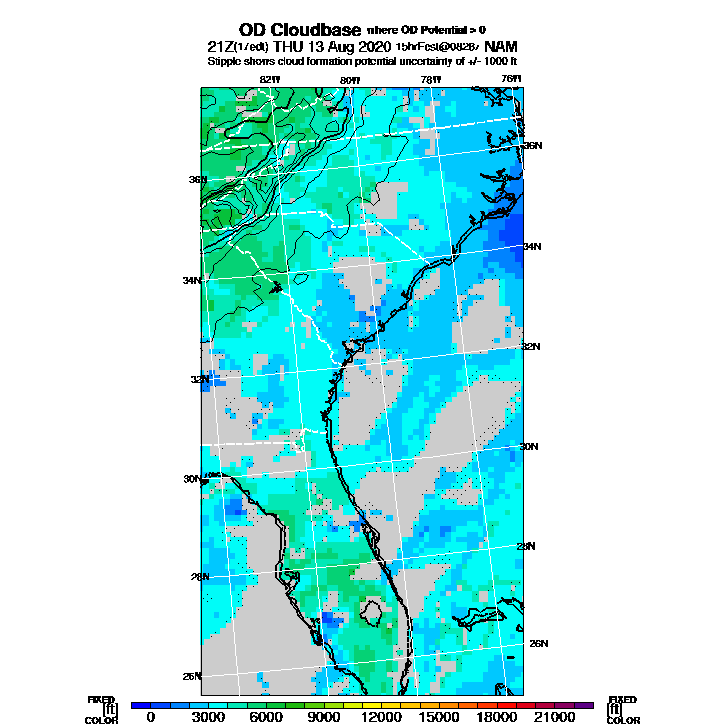 OD Cloudbase where OD Potential > 0
21Z(17edt) THU 13 Aug 2020 NAM
Stipple shows cloud formation potential uncertainty of +/- 1000 ft
82W 80W 78W 76W
36N
36N
34N
34N
32N
32N
30N
30N
28N
28N
26N
26N
FIXED FIXED
[ft] [ft]
COLOR COLOR
0 3000 6000 9000 12000 15000 18000 21000